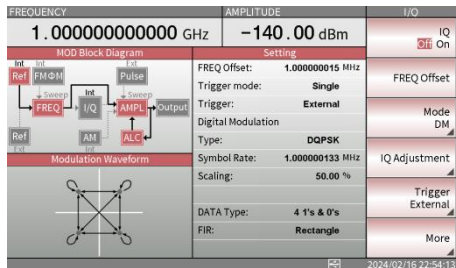 FREQUENCY
AMPLITUDE
I/Q
1.000000000000 GHz
-140.00 dBm
IQ
Off On
MOD Block Diagram
Setting
Int
Int
Ext
Ref
FMΦM
Pulse
Sweep
Int
Sweep
FREQ
I/Q
AMPL
Output
Ref
AM
ALC
Ext
Int
FREQ Offset: 1.000000015 MHz
Trigger mode: Single
Trigger: External
Digital Modulation
Type: DQPSK
Symbol Rate: 1.000000133 MHz
Scaling: 50.00 %
DATA Type: 4 1's & 0's
FIR: Rectangle
Modulation Waveform
FREQ Offset
Mode
DM
IQ Adjustment
Trigger
External
More
2024/02/16 22:54:13